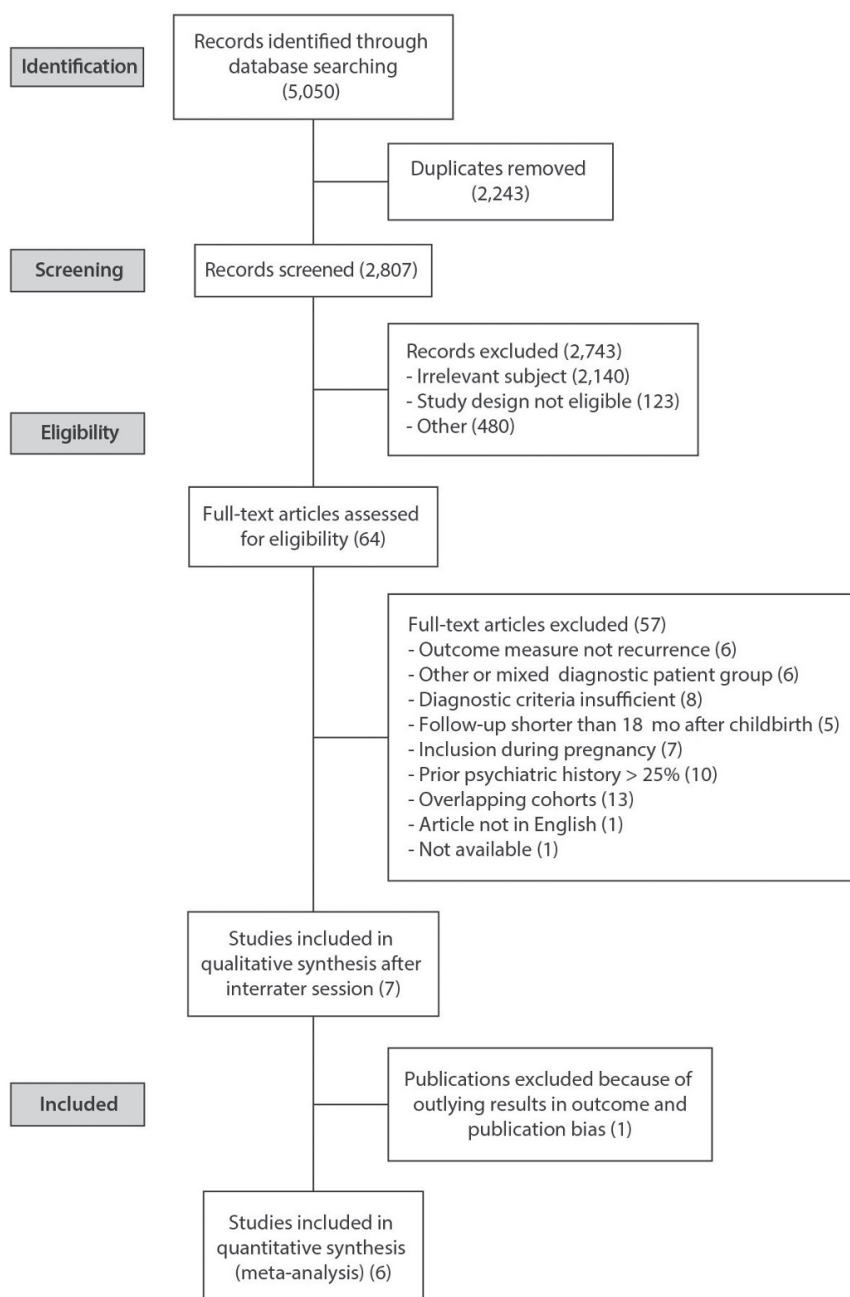 Identification
Records identified through
database searching
(5,050)
Duplicates removed
(2,243)
Screening
Records screened (2,807)
Records excluded (2,743)
- Irrelevant subject (2,140)
- Study design not eligible (123)
- Other (480)
Eligibility
Full-text articles assessed
for eligibility (64)
Full-text articles excluded (57)
- Outcome measure not recurrence (6)
- Other or mixed diagnostic patient group (6)
- Diagnostic criteria insufficient (8)
- Follow-up shorter than 18 mo after childbirth (5)
- Inclusion during pregnancy (7)
- Prior psychiatric history > 25% (10)
- Overlapping cohorts (13)
- Article not in English (1)
- Not available (1)
Studies included in
qualitative synthesis after
interrater session (7)
Included
Publications excluded because of
outlying results in outcome and
publication bias (1)
Studies included in
quantitative synthesis
(meta-analysis) (6)